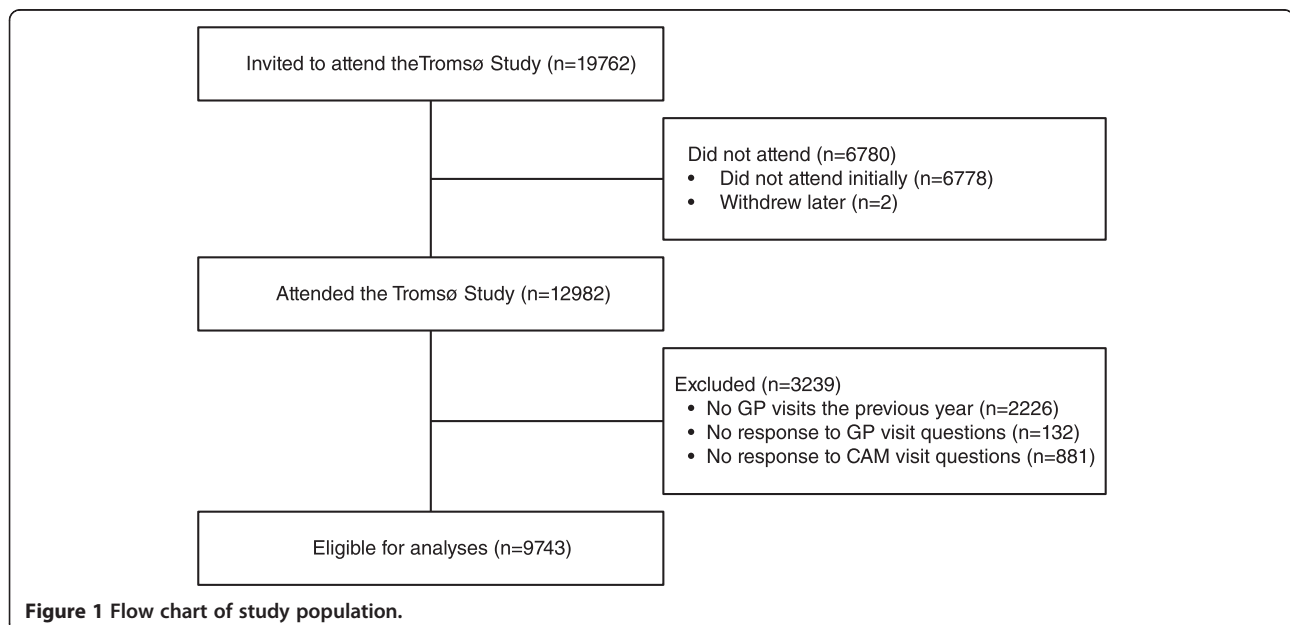 Invited to attend theTromsø Study (n=19762)
Did not attend (n=6780)
• Did not attend initially (n=6778)
• Withdrew later (n=2)
Attended the Tromsø Study (n=12982)
Excluded (n=3239)
• No GP visits the previous year (n=2226)
• No response to GP visit questions (n=132)
• No response to CAM visit questions (n=881)
Eligible for analyses (n=9743)
Figure 1 Flow chart of study population.